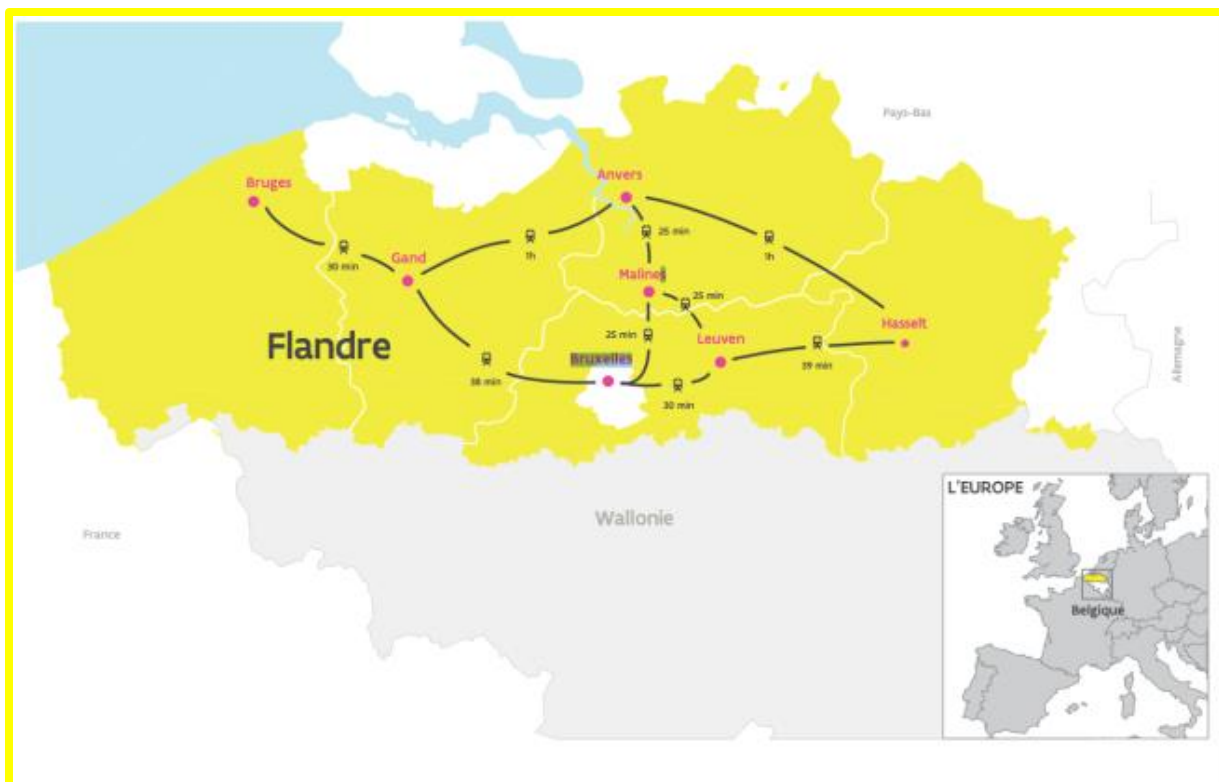 Pays-Bas
Anvers
Bruges
25 min
1h
1h
Gand
30 min
Malines
25 min
Hasselt
Flandre
25 min
Leuven
Bruxelles
39 min
Allemagne
38 min
30 min
L'EUROPE
Wallonie
France
Belgique